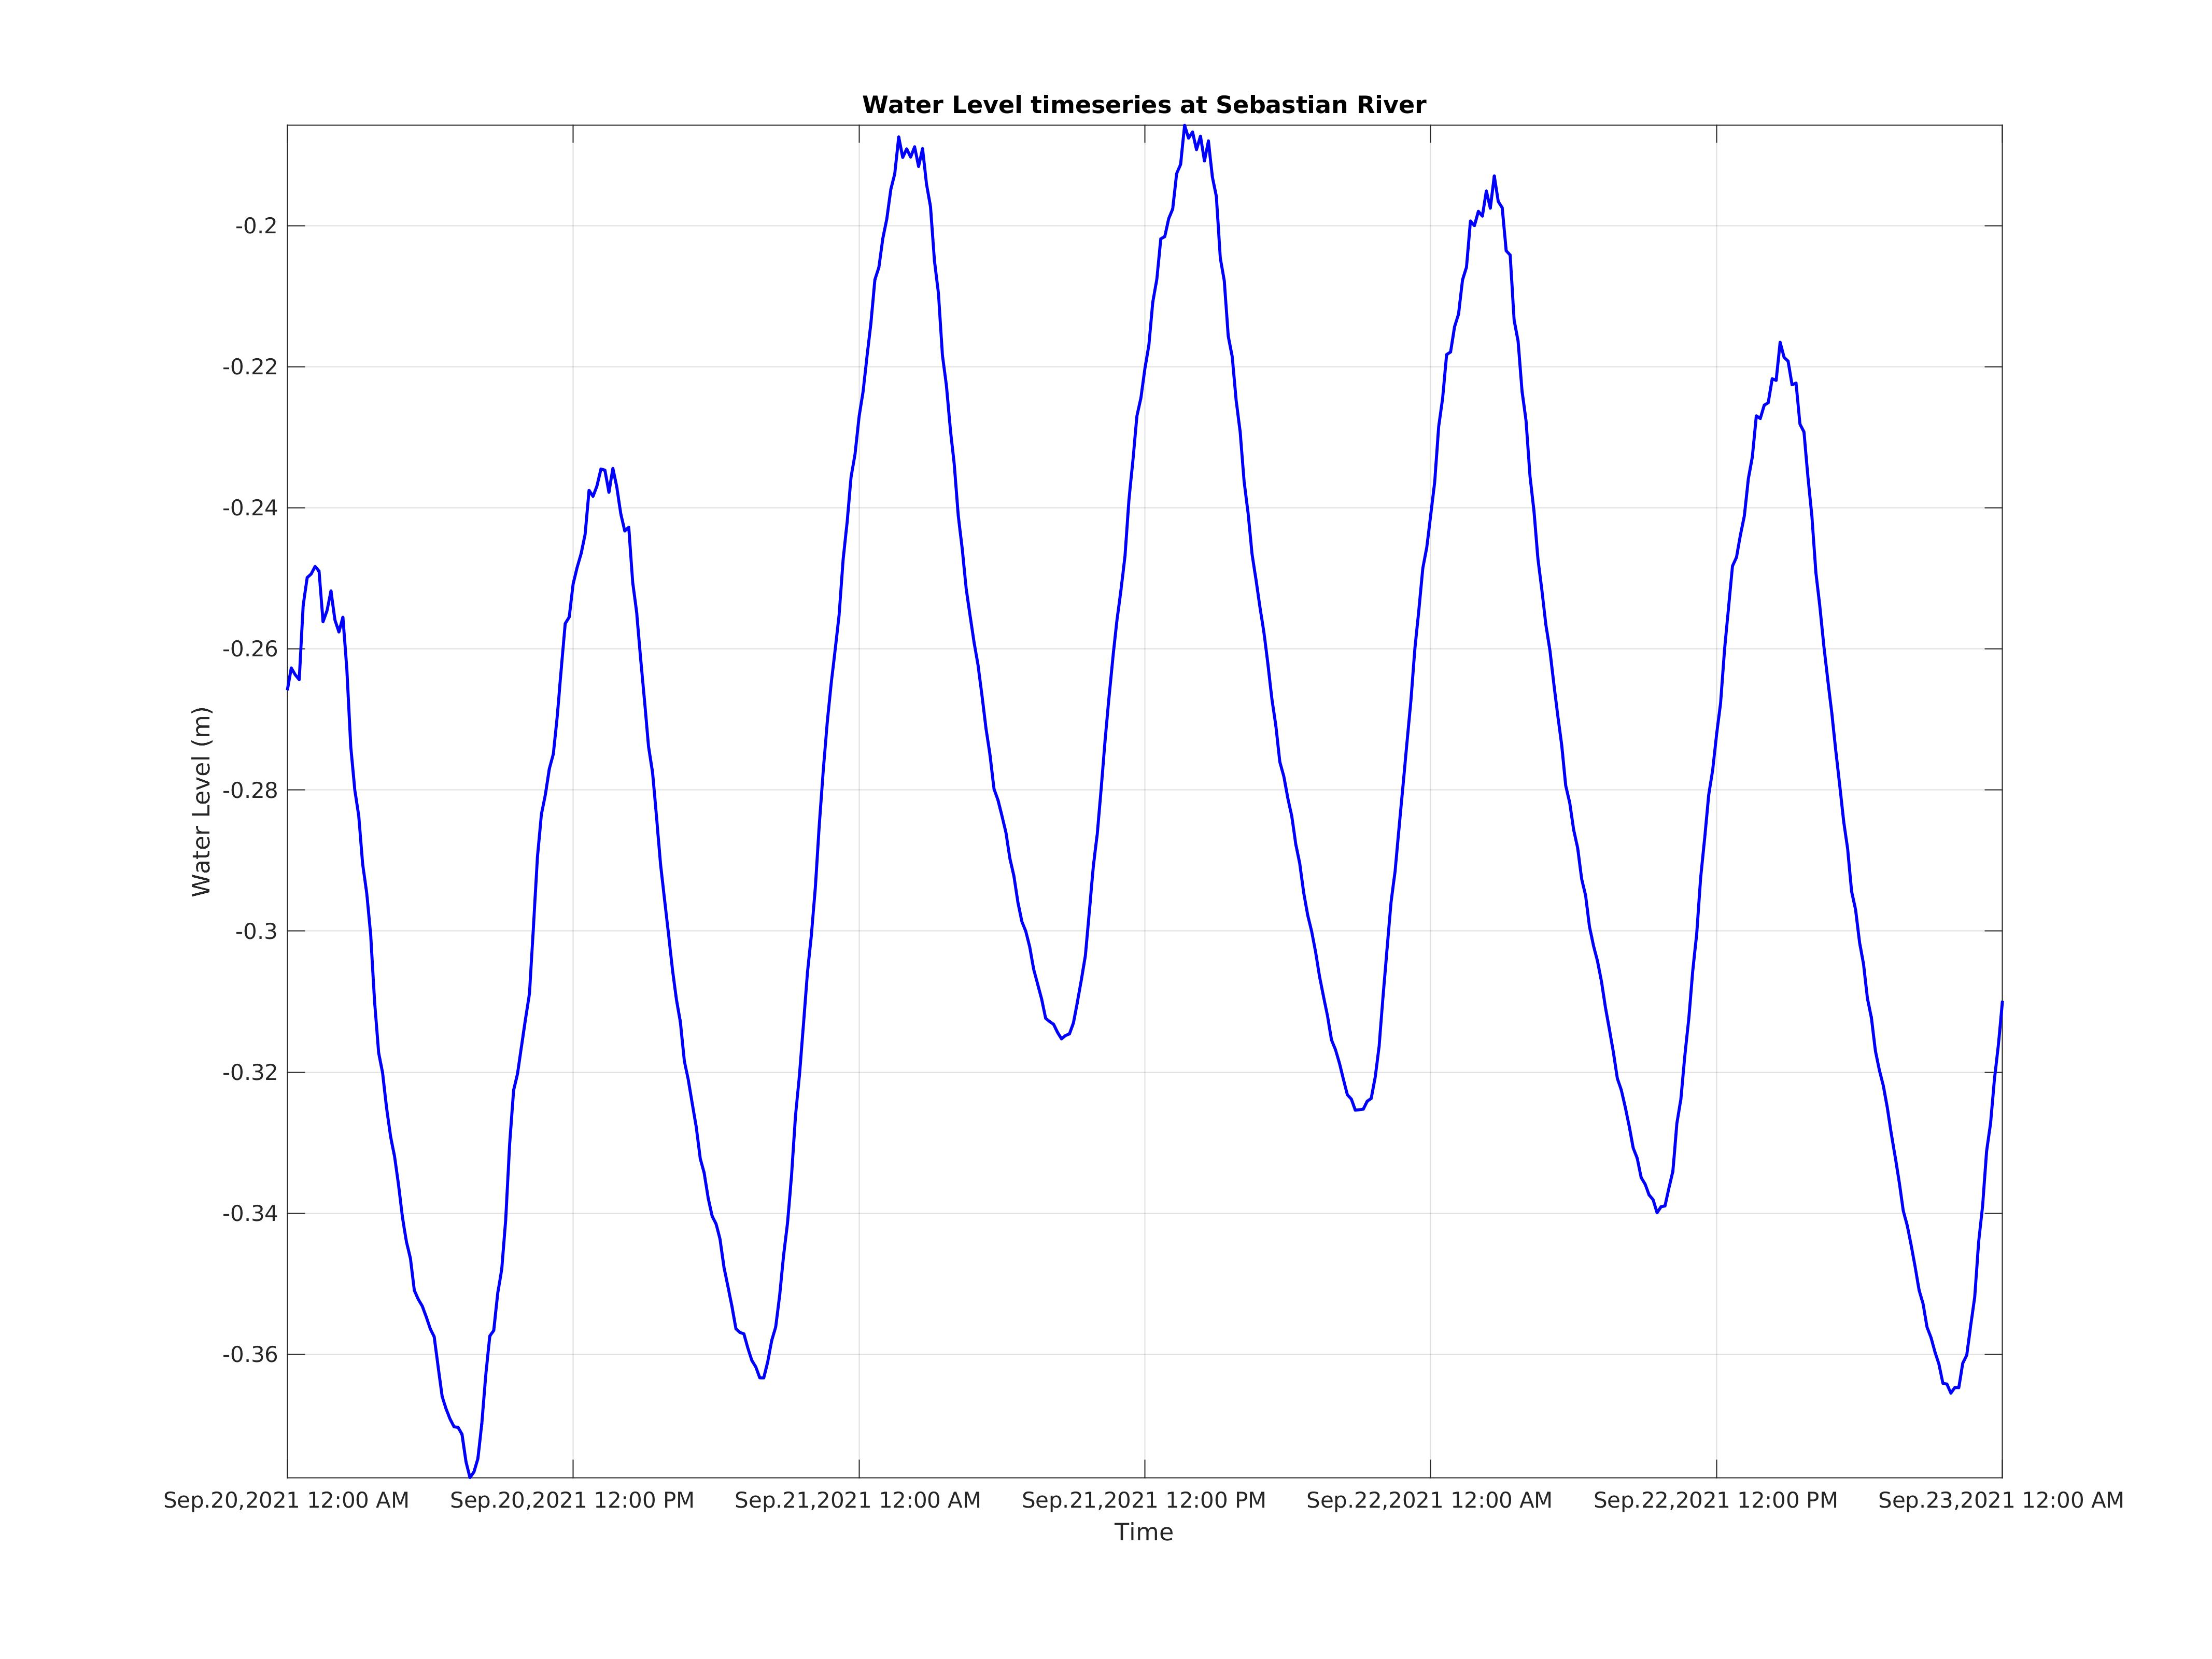 Water Level timeseries at Sebastian River
-0.2
-0.22
-0.24
-0.26
-0.28
-0.3
-0.32
-0.34
-0.36
Water Level (m)
Sep.20,2021 12:00 AM Sep.20,2021 12:00 PM Sep.21,2021 12:00 AM Sep.21,2021 12:00 PM Sep.22,2021 12:00 AM Sep.22,2021 12:00 PM Sep.23,2021 12:00 AM
Time